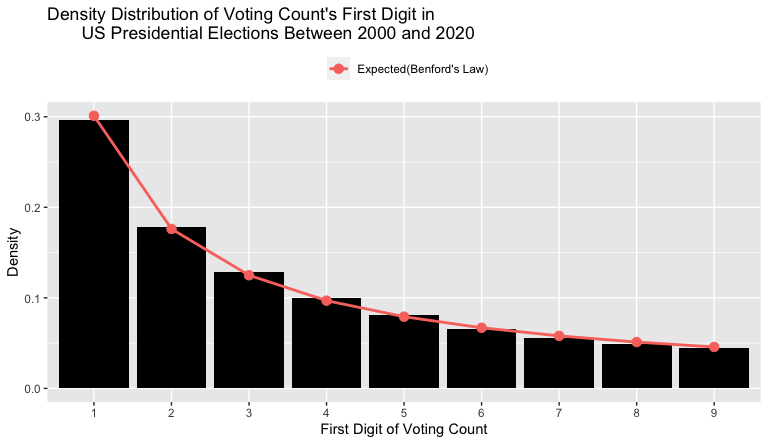 Density Distribution of Voting Count's First Digit in
US Presidential Elections Between 2000 and 2020
Expected(Benford's Law)
0.3
0.2
0.1
0.0
Density
1 2 3 4 5 6 7 8 9
First Digit of Voting Count